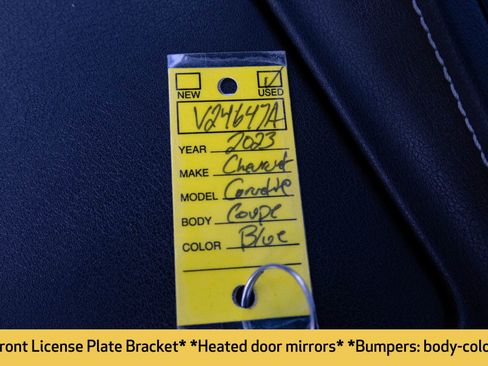 NEW USED
V24647A
YEAR 2023
MAKE Chevrolet
MODEL Corvette
BODY Coupe
COLOR Blue
ront License Plate Bracket* *Heated door mirrors* *Bumpers: body-colo